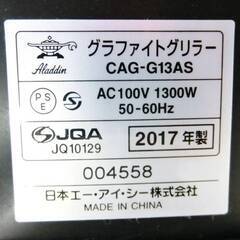 Aladdin
グラファイトグリラー
CAG-G13AS
PS
E
AC100V 1300W
50-60Hz
JQA
JQ10129
2017年製
004558
日本エー・アイ・シー株式会社
MADE IN CHINA